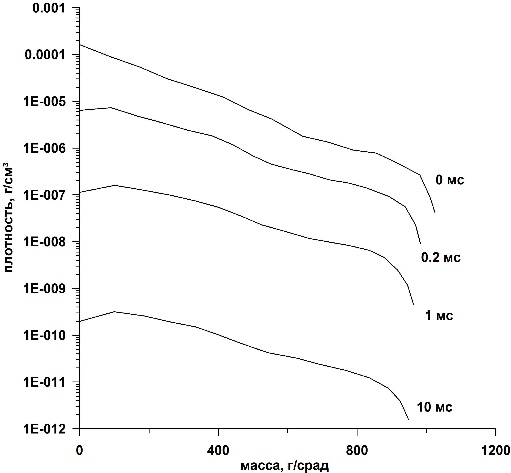 0.001
0.0001
1E-005
1E-006
1E-007
1E-008
1E-009
1E-010
1E-011
1E-012
плотность, г/см³
0 мс
0.2 мс
1 мс
10 мс
0 400 800 1200
масса, г/срад